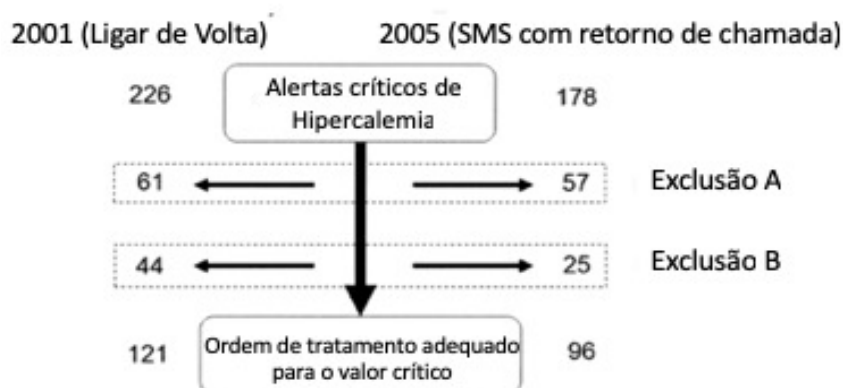 2001 (Ligar de Volta) 2005 (SMS com retorno de chamada)
226 Alertas críticos de 178
Hipercalemia
61 57 Exclusão A
44 25 Exclusão B
121 Ordem de tratamento adequado 96
para o valor crítico